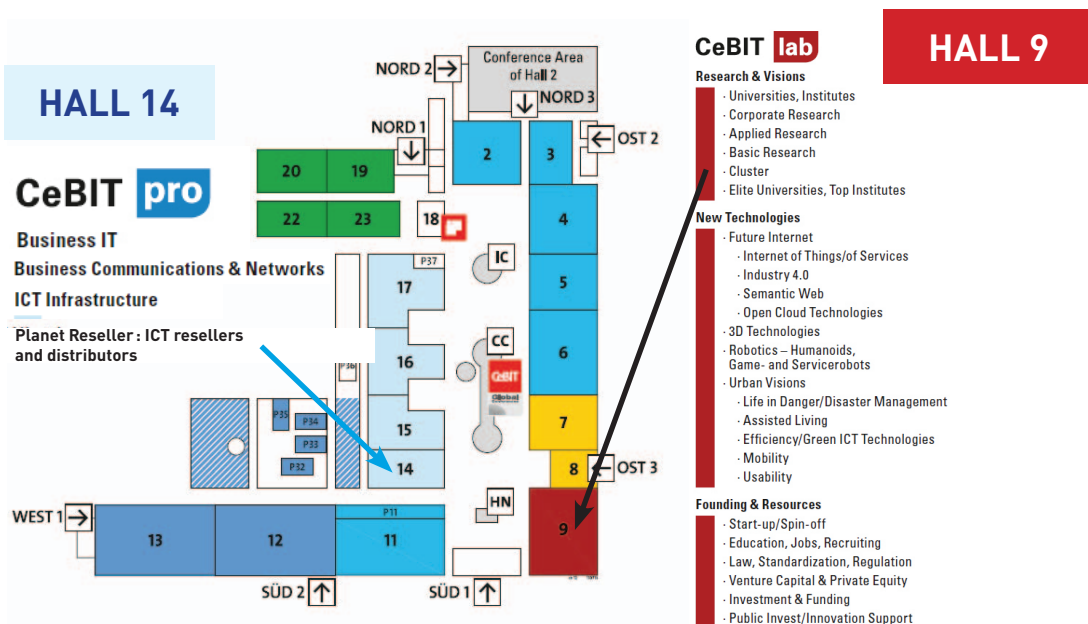 HALL 14
CeBIT pro
Business IT
Business Communications & Networks
ICT Infrastructure
Planet Reseller : ICT resellers
and distributors
Conference Area
of Hall 2
NORD 2
NORD 3
NORD 1
OST 2
2
3
20
19
22
23
18
4
IC
P37
17
5
CC
CeBIT
Global
6
16
P36
15
7
P35
P34
P33
P32
14
8
OST 3
HN
WEST 1
P11
13
12
11
9
SÜD 2
SÜD 1
CeBIT lab
HALL 9
Research & Visions
· Universities, Institutes
· Corporate Research
· Applied Research
· Basic Research
· Cluster
· Elite Universities, Top Institutes
New Technologies
· Future Internet
· Internet of Things/of Services
· Industry 4.0
· Semantic Web
· Open Cloud Technologies
· 3D Technologies
· Robotics – Humanoids,
Game- and Servicerobots
· Urban Visions
· Life in Danger/Disaster Management
· Assisted Living
· Efficiency/Green ICT Technologies
· Mobility
· Usability
Founding & Resources
· Start-up/Spin-off
· Education, Jobs, Recruiting
· Law, Standardization, Regulation
· Venture Capital & Private Equity
· Investment & Funding
· Public Invest/Innovation Support